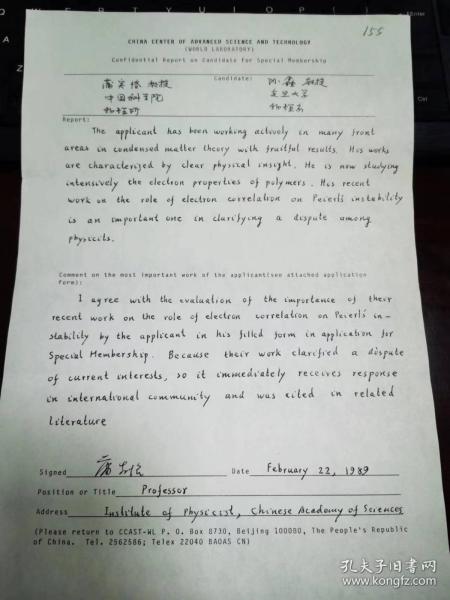 155
CHINA CENTER OF ADVANCED SCIENCE AND TECHNOLOGY
(WORLD LABORATORY)
Confidential Report on Candidate for Special Membership
蒲富恪 教授
中国科学院
物理所
Candidate: 孙鑫 教授
复旦大学
物理系
Report:
The applicant has been working actively in many front
areas in condensed matter theory with fruitful results. His works
are characterized by clear physical insight. He is now studying
intensively the electron properties of polymers. His recent
work on the role of electron correlation on Peierls instability
is an important one in clarifying a dispute among
physicits.
Comment on the most important work of the applicant(see attached application
form):
I agree with the evaluation of the importance of their
recent work on the role of electron correlation on Peierls in-
stability by the applicant in his filled form in application for
Special Membership. Because their work clarified a dispute
of current interests, so it immediately receives response
in international community and was cited in related
literature
Signed 蒲富恪 Date February 22, 1989
Position or Title Professor
Address Institute of Physicist, Chinese Academy of Sciences
(Please return to CCAST-WL P. O. Box 8730, Beijing 100080, The People's Republic
of China. Tel. 2562586; Telex 22040 BAOAS CN)
孔夫子旧书网
www.kongfz.com